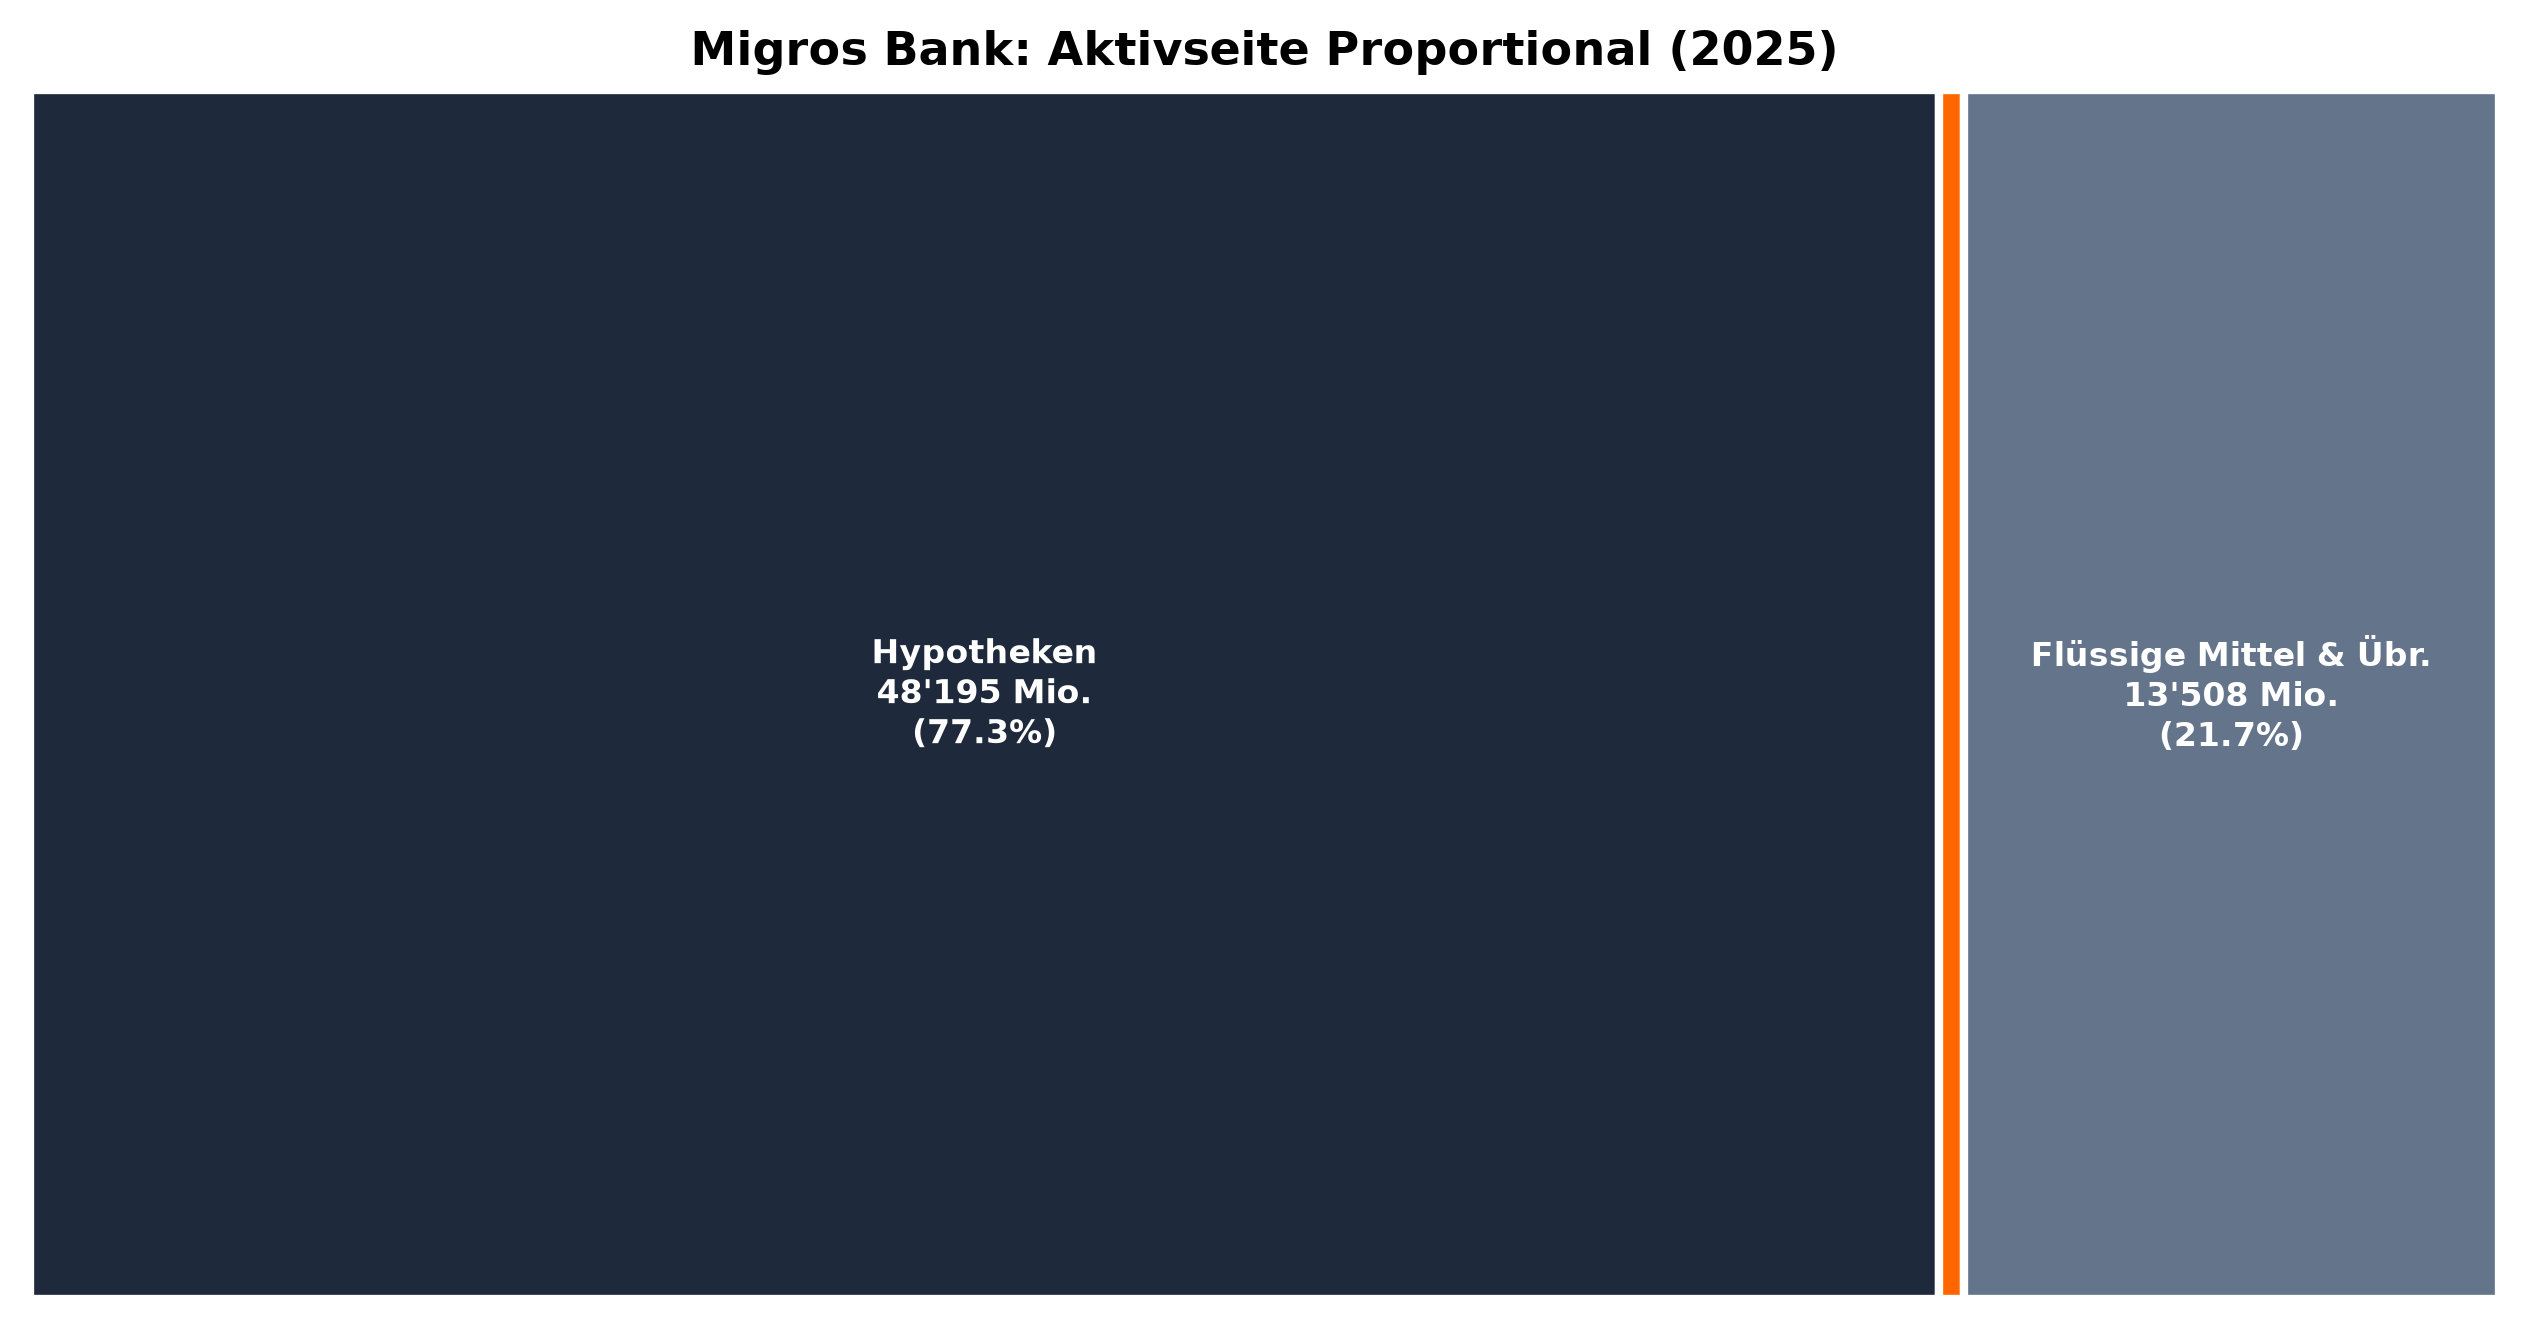 Migros Bank: Aktivseite Proportional (2025)
Hypotheken
48'195 Mio.
(77.3%)
Flüssige Mittel & Übr.
13'508 Mio.
(21.7%)